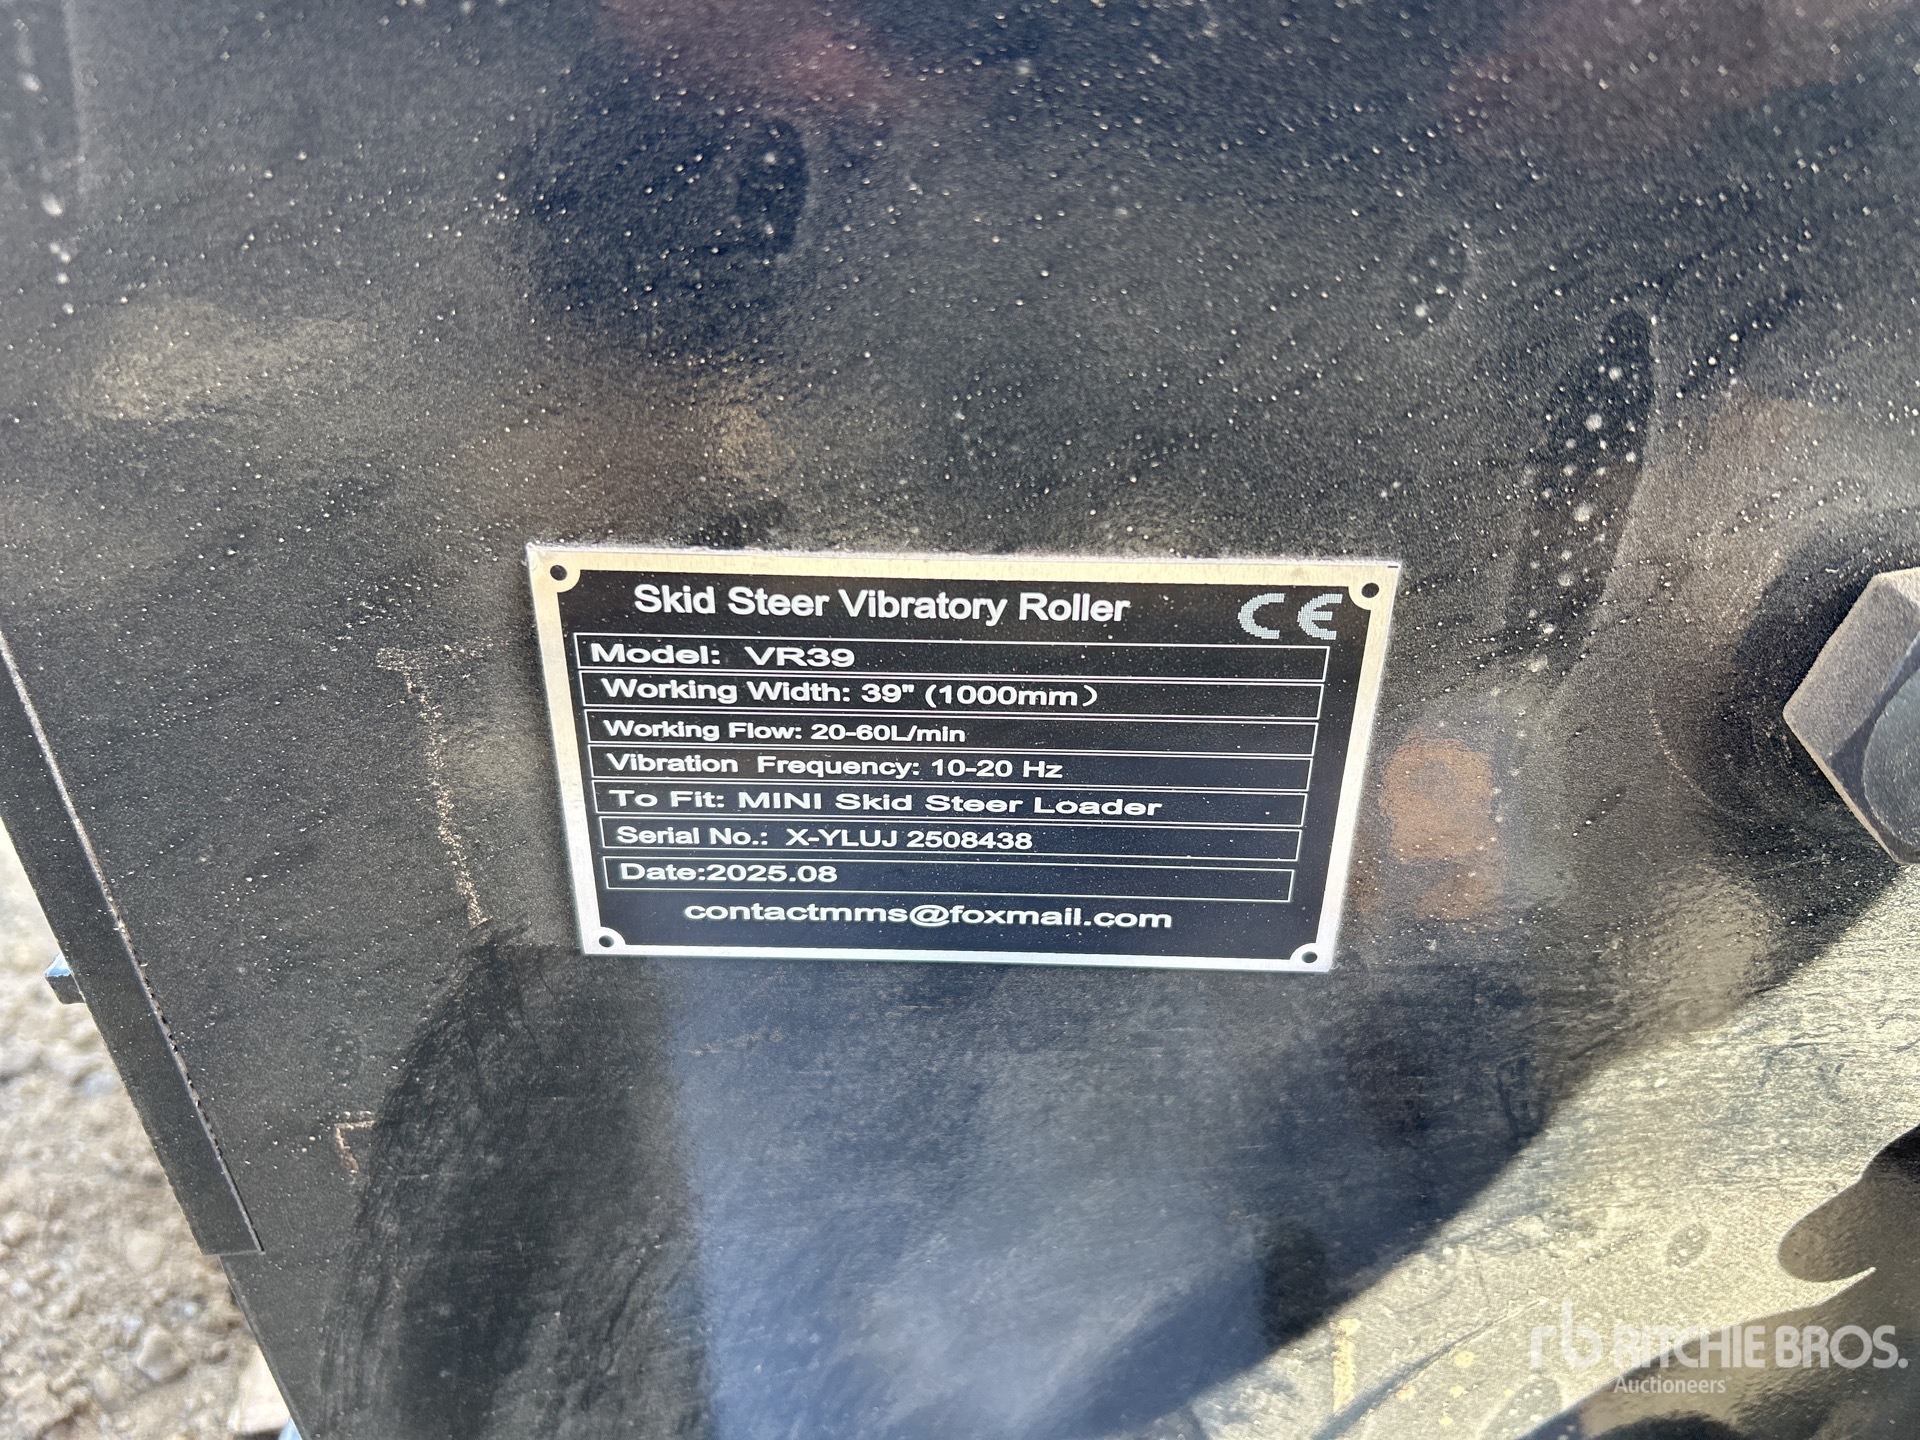 Skid Steer Vibratory Roller CE
Model: VR39
Working Width: 39" (1000mm）
Working Flow: 20-60L/min
Vibration Frequency: 10-20 Hz
To Fit: MINI Skid Steer Loader
Serial No.: X-YLUJ 2508438
Date:2025.08
contactmms@foxmail.com
rb RITCHIE BROS.
Auctioneers